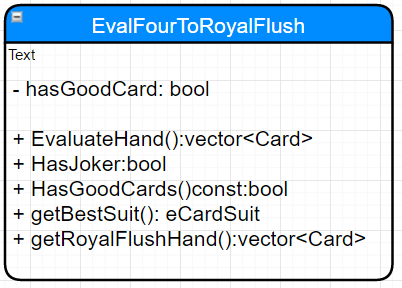 EvalFourToRoyalFlush
Text
- hasGoodCard: bool
+ EvaluateHand():vector<Card>
+ HasJoker:bool
+ HasGoodCards()const:bool
+ getBestSuit(): eCardSuit
+ getRoyalFlushHand():vector<Card>